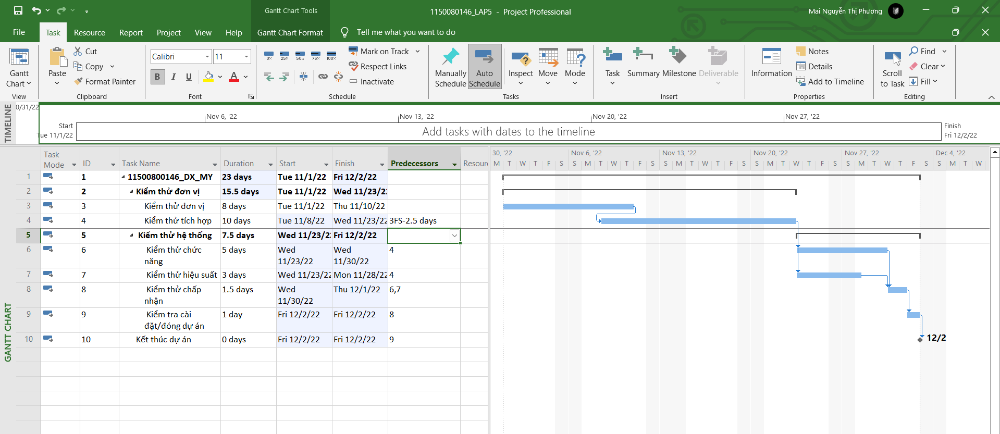 Gantt Chart Tools
1150080146_LAP5 - Project Professional
Mai Nguyễn Thị Phương
File Task Resource Report Project View Help Gantt Chart Format Tell me what you want to do
Gantt Chart
View
Paste
Cut
Copy
Format Painter
Clipboard
Calibri 11
B I U A
Font
0% 25% 50% 75% 100%
Mark on Track
Respect Links
Inactivate
Schedule
Manually Schedule
Auto Schedule
Inspect
Move
Mode
Tasks
Task
Summary
Milestone
Deliverable
Insert
Information
Notes
Details
Add to Timeline
Properties
Scroll to Task
Find
Clear
Fill
Editing
TIMELINE
0/31/22
Nov 6, '22 Nov 13, '22 Nov 20, '22 Nov 27, '22
Start
Tue 11/1/22
Add tasks with dates to the timeline
Finish
Fri 12/2/22
GANTT CHART
Task Mode ID Task Name Duration Start Finish Predecessors Resour
1 1 11500800146_DX_MY 23 days Tue 11/1/22 Fri 12/2/22
2 2 Kiểm thử đơn vị 15.5 days Tue 11/1/22 Wed 11/23/2
3 3 Kiểm thử đơn vị 8 days Tue 11/1/22 Thu 11/10/22
4 4 Kiểm thử tích hợp 10 days Tue 11/8/22 Wed 11/23/22 3FS-2.5 days
5 5 Kiểm thử hệ thống 7.5 days Wed 11/23/2 Fri 12/2/22
6 6 Kiểm thử chức năng 5 days Wed 11/23/22 Wed 11/30/22 4
7 7 Kiểm thử hiệu suất 3 days Wed 11/23/22 Mon 11/28/22 4
8 8 Kiểm thử chấp nhận 1.5 days Wed 11/30/22 Thu 12/1/22 6,7
9 9 Kiểm tra cài đặt/đóng dự án 1 day Fri 12/2/22 Fri 12/2/22 8
10 10 Kết thúc dự án 0 days Fri 12/2/22 Fri 12/2/22 9
30, '22 Nov 6, '22 Nov 13, '22 Nov 20, '22 Nov 27, '22 Dec 4, '22
M T W T F S S M T W T F S S M T W T F S S M T W T F S S M T W T F S S M T W
12/2